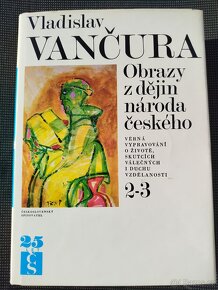 Vladislav
VANČURA
Obrazy
z dějin
národa
českého
VĚRNÁ
VYPRAVOVÁNÍ
O ŽIVOTĚ,
SKUTCÍCH
VÁLEČNÝCH
I DUCHU
VZDĚLANOSTI
2-3
ČESKOSLOVENSKÝ
SPISOVATEL
25
ČS